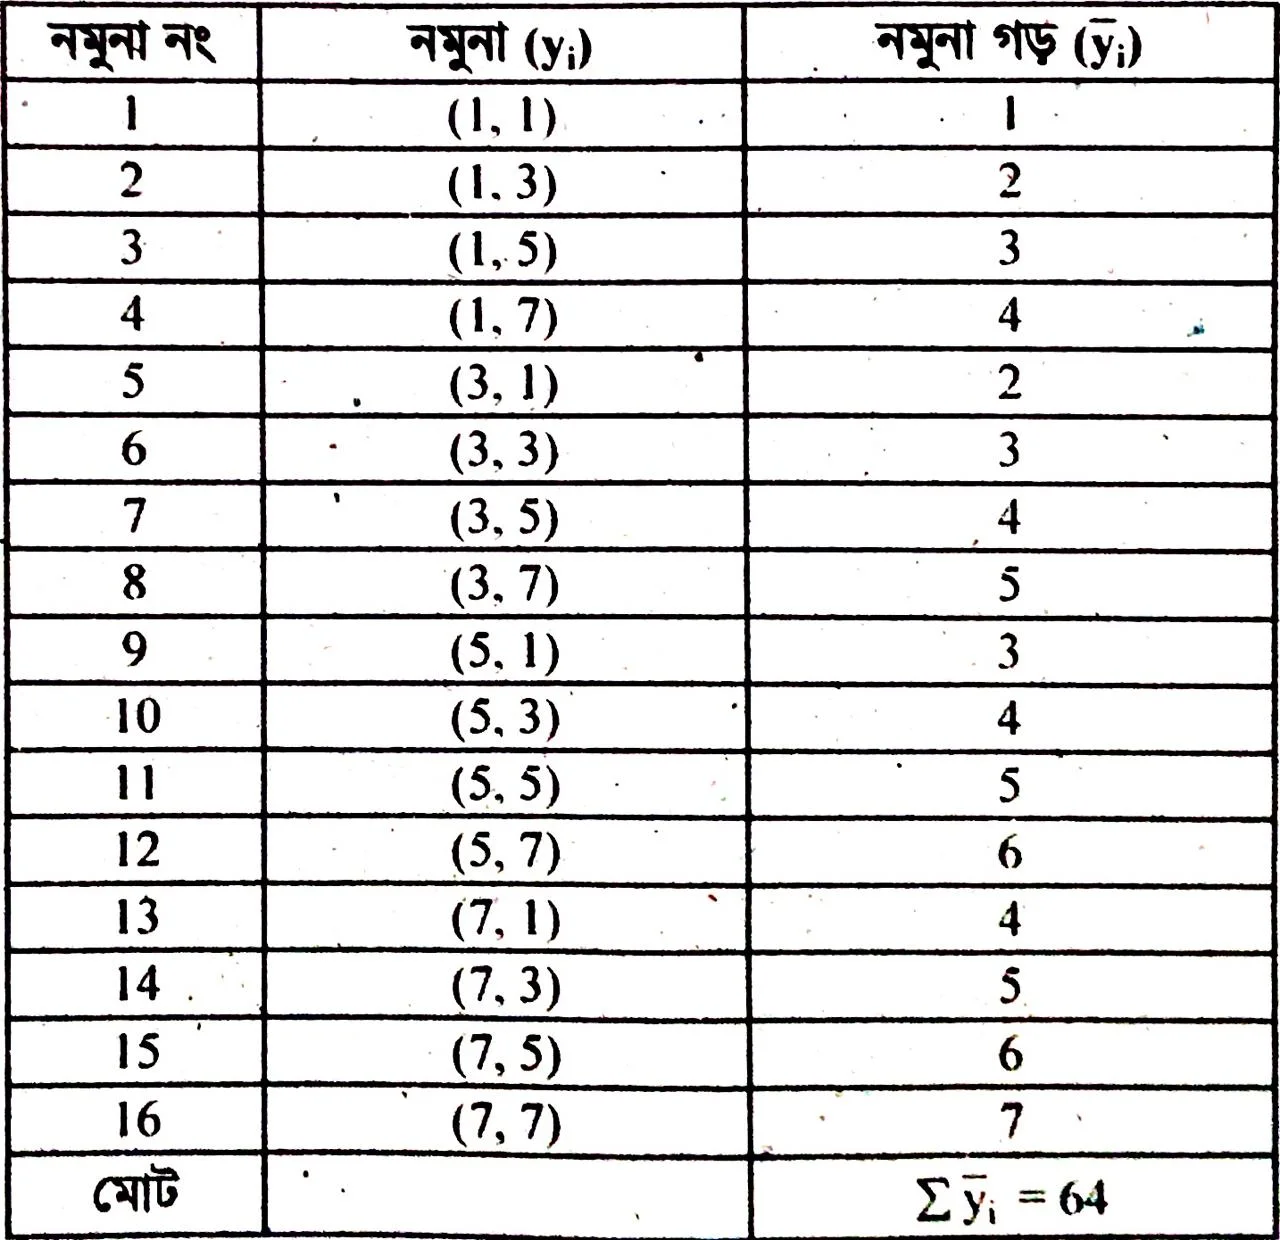 নমুনা নং নমুনা (yᵢ) নমুনা গড় (ȳᵢ)
1 (1, 1) 1
2 (1, 3) 2
3 (1, 5) 3
4 (1, 7) 4
5 (3, 1) 2
6 (3, 3) 3
7 (3, 5) 4
8 (3, 7) 5
9 (5, 1) 3
10 (5, 3) 4
11 (5, 5) 5
12 (5, 7) 6
13 (7, 1) 4
14 (7, 3) 5
15 (7, 5) 6
16 (7, 7) 7
মোট ∑ ȳᵢ = 64